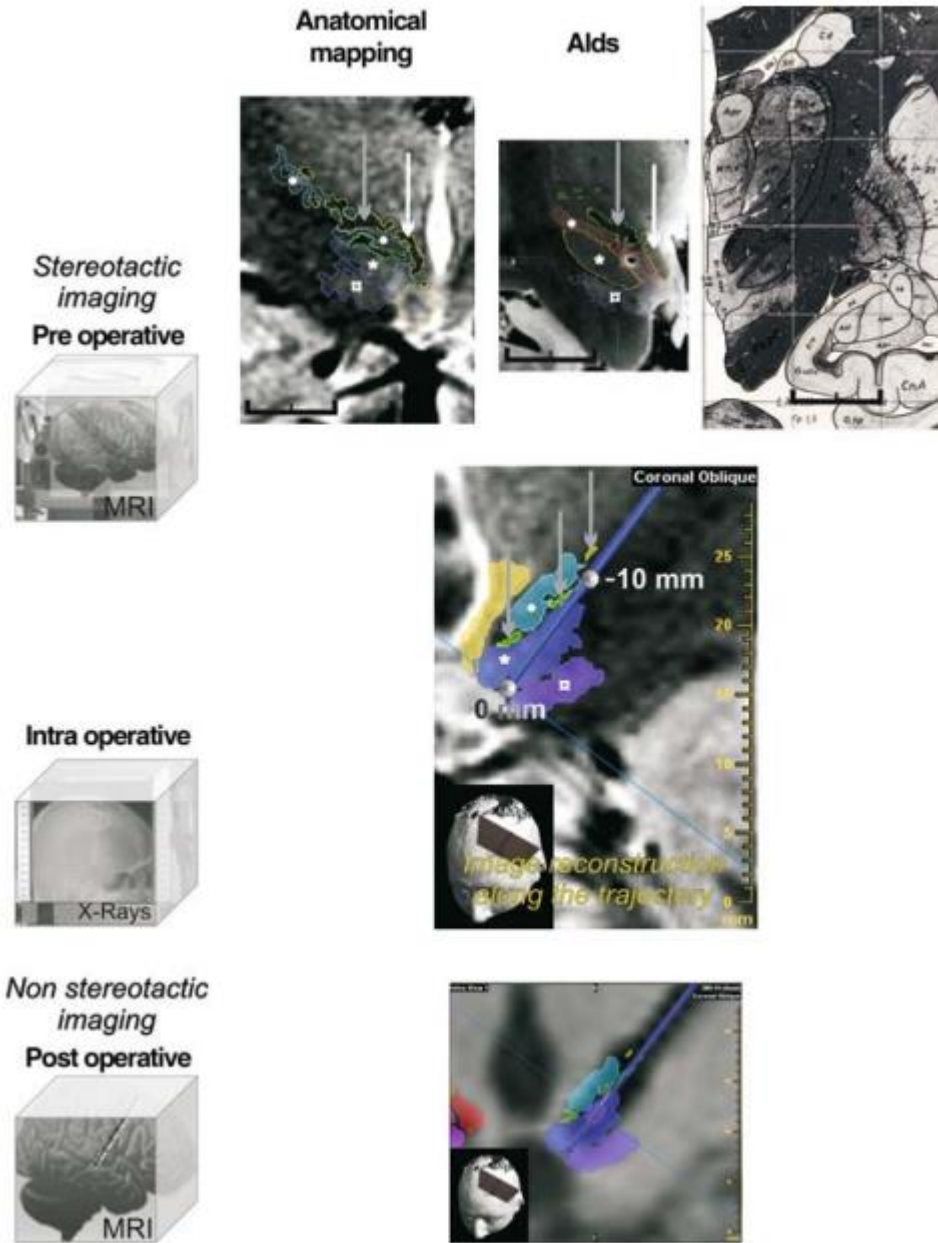 Anatomical
mapping
Alds
Stereotactic
imaging
Pre operative
MRI
Coronal Oblique
25
-10 mm
20
15
0 mm
10
5
Image reconstruction
along the trajectory
0
mm
Intra operative
X-Rays
Non stereotactic
imaging
Post operative
MRI